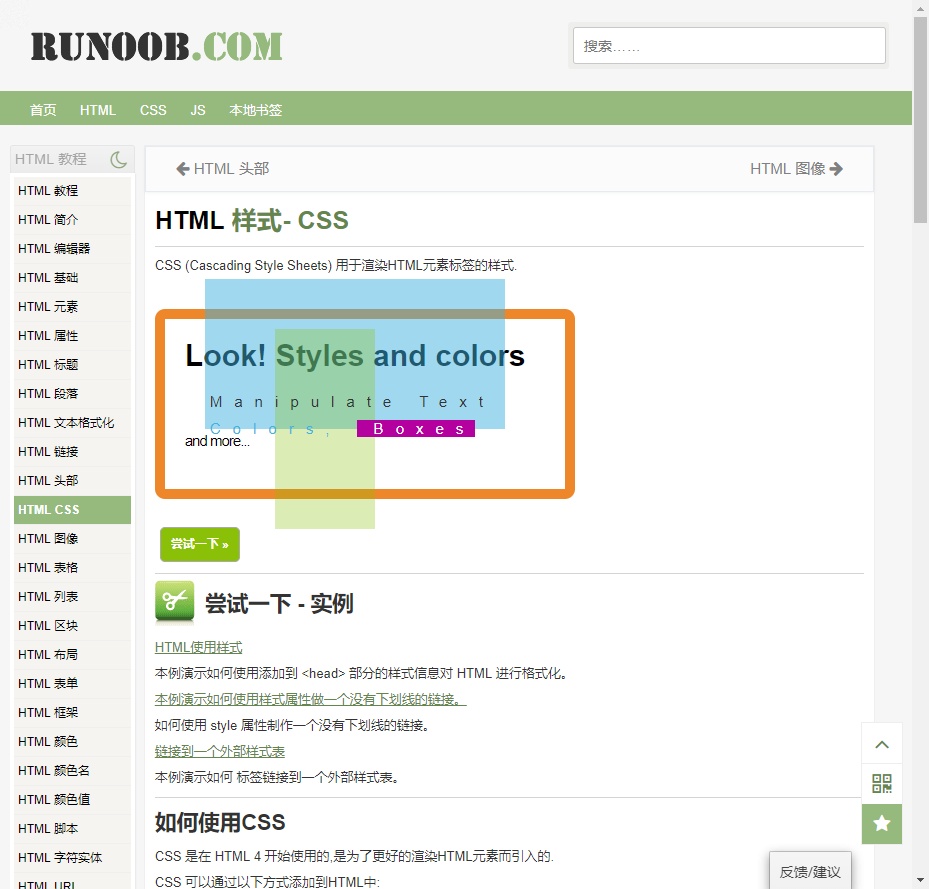 RUNOOB.COM
搜索……
首页 HTML CSS JS 本地书签
HTML 教程
HTML 教程
HTML 简介
HTML 编辑器
HTML 基础
HTML 元素
HTML 属性
HTML 标题
HTML 段落
HTML 文本格式化
HTML 链接
HTML 头部
HTML CSS
HTML 图像
HTML 表格
HTML 列表
HTML 区块
HTML 布局
HTML 表单
HTML 框架
HTML 颜色
HTML 颜色名
HTML 颜色值
HTML 脚本
HTML 字符实体
HTML URL
HTML 头部 HTML 图像
HTML 样式- CSS
CSS (Cascading Style Sheets) 用于渲染HTML元素标签的样式.
Look! Styles and colors
Manipulate Text
Colors, Boxes
and more...
尝试一下 »
尝试一下 - 实例
HTML使用样式
本例演示如何使用添加到 <head> 部分的样式信息对 HTML 进行格式化。
本例演示如何使用样式属性做一个没有下划线的链接。
如何使用 style 属性制作一个没有下划线的链接。
链接到一个外部样式表
本例演示如何 标签链接到一个外部样式表。
如何使用CSS
CSS 是在 HTML 4 开始使用的,是为了更好的渲染HTML元素而引入的.
CSS 可以通过以下方式添加到HTML中:
反馈/建议